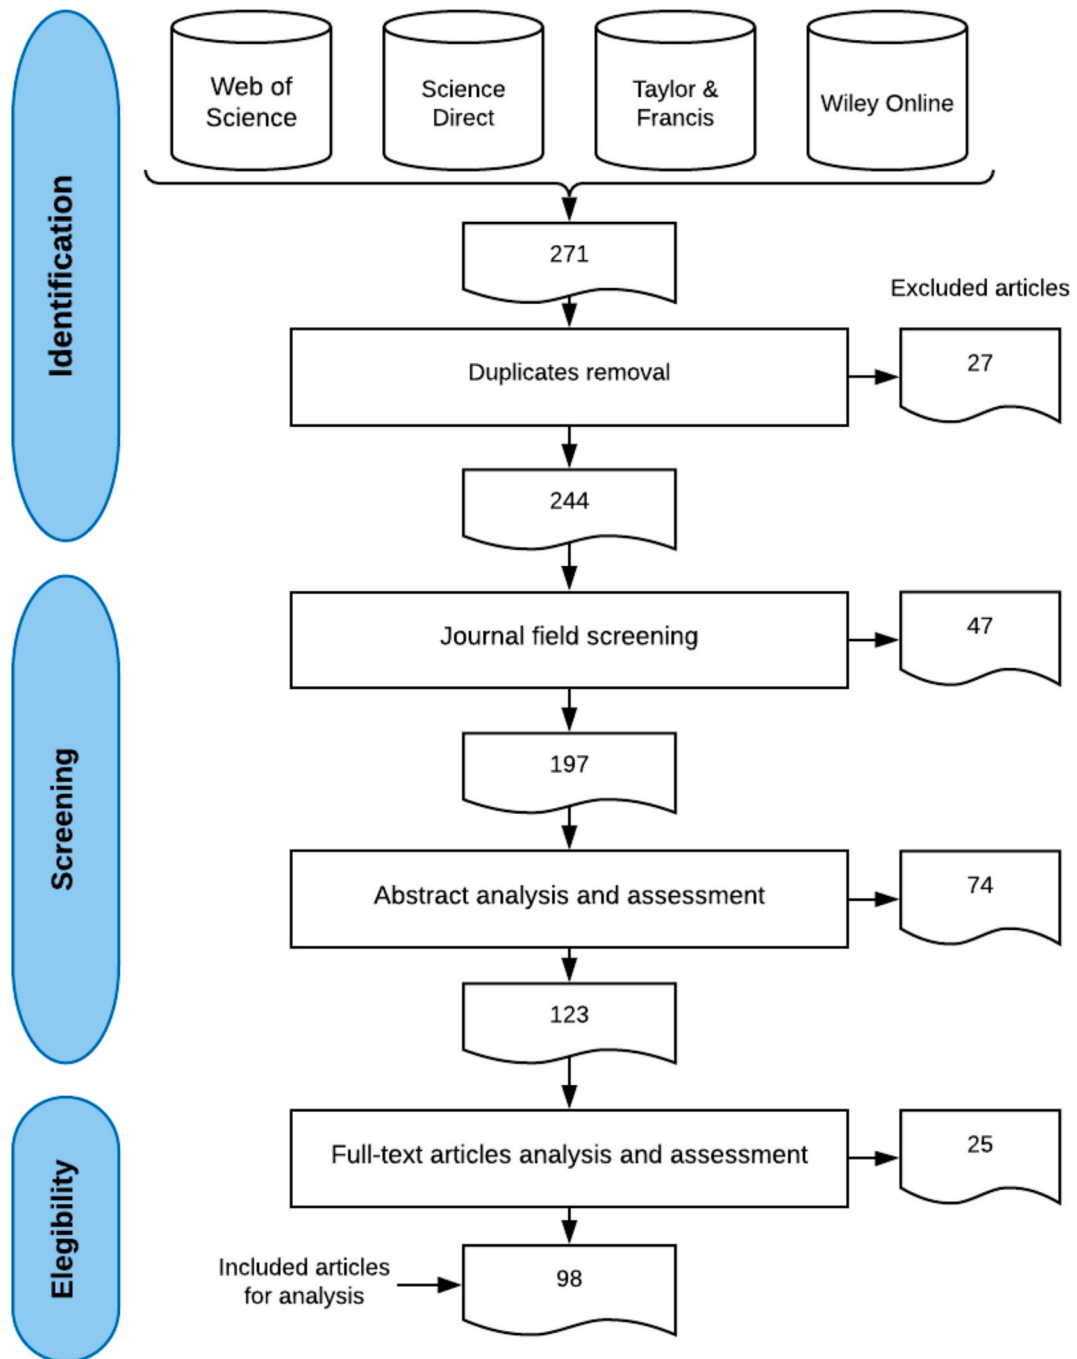 Identification
Web of
Science
Science
Direct
Taylor &
Francis
Wiley Online
271
Excluded articles
Duplicates removal
27
244
Screening
Journal field screening
47
197
Abstract analysis and assessment
74
123
Elegibility
Full-text articles analysis and assessment
25
Included articles
for analysis
98